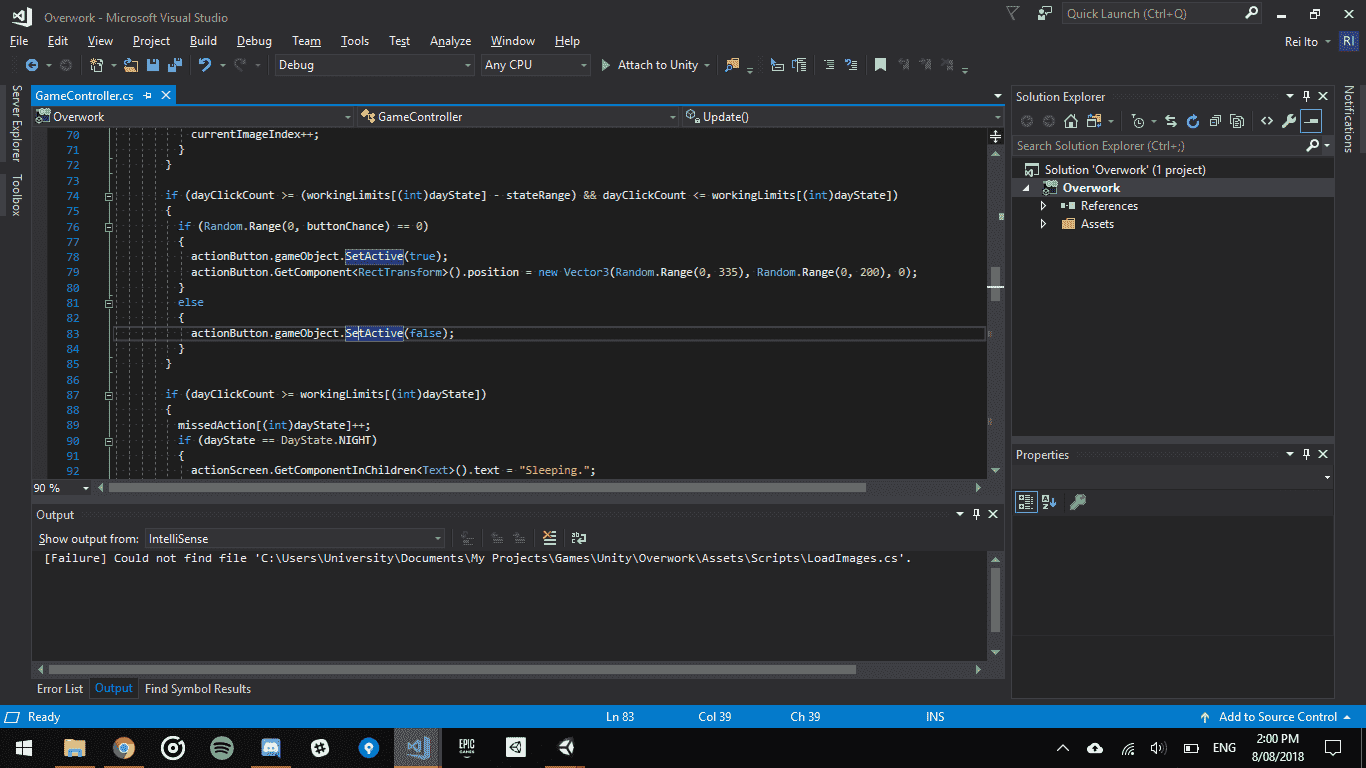 Overwork - Microsoft Visual Studio
Quick Launch (Ctrl+Q)
File Edit View Project Build Debug Team Tools Test Analyze Window Help
Rei Ito RI
Debug Any CPU Attach to Unity
Server Explorer
Toolbox
GameController.cs
Overwork GameController Update()
70 currentImageIndex++;
71 }
72 }
73
74 if (dayClickCount >= (workingLimits[(int)dayState] - stateRange) && dayClickCount <= workingLimits[(int)dayState])
75 {
76 if (Random.Range(0, buttonChance) == 0)
77 {
78 actionButton.gameObject.SetActive(true);
79 actionButton.GetComponent<RectTransform>().position = new Vector3(Random.Range(0, 335), Random.Range(0, 200), 0);
80 }
81 else
82 {
83 actionButton.gameObject.SetActive(false);
84 }
85 }
86
87 if (dayClickCount >= workingLimits[(int)dayState])
88 {
89 missedAction[(int)dayState]++;
90 if (dayState == DayState.NIGHT)
91 {
92 actionScreen.GetComponentInChildren<Text>().text = "Sleeping.";
90 %
Output
Show output from: IntelliSense
[Failure] Could not find file 'C:\Users\University\Documents\My Projects\Games\Unity\Overwork\Assets\Scripts\LoadImages.cs'.
Error List Output Find Symbol Results
Solution Explorer
Search Solution Explorer (Ctrl+;)
Solution 'Overwork' (1 project)
Overwork
References
Assets
Properties
Notifications
Ready Ln 83 Col 39 Ch 39 INS Add to Source Control
EPIC GAMES
ENG
2:00 PM
8/08/2018